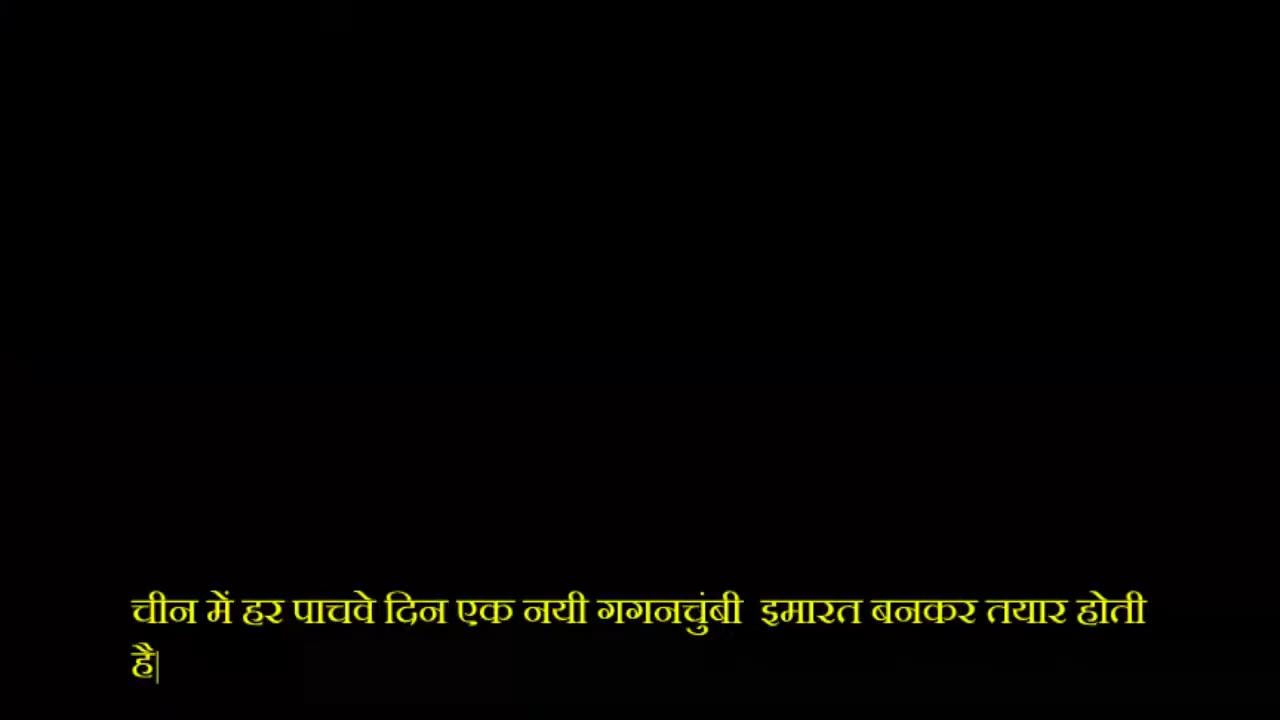 चीन में हर पाचवे दिन एक नयी गगनचुंबी इमारत बनकर तयार होती
है|